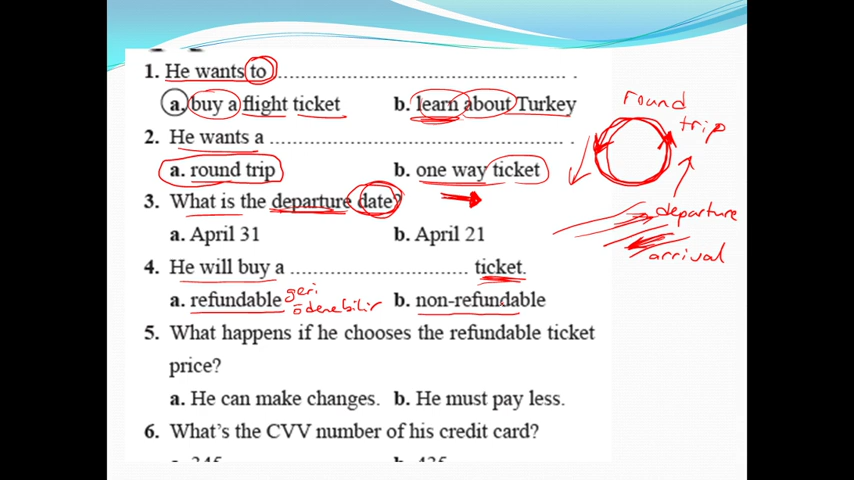 1. He wants to ........................................................................ .
a. buy a flight ticket b. learn about Turkey
2. He wants a ........................................................................ .
a. round trip b. one way ticket
3. What is the departure date?
a. April 31 b. April 21
4. He will buy a ............................................. ticket.
a. refundable b. non-refundable
geri
ödenebilir
5. What happens if he chooses the refundable ticket
price?
a. He can make changes. b. He must pay less.
6. What's the CVV number of his credit card?
round
trip
departure
arrival